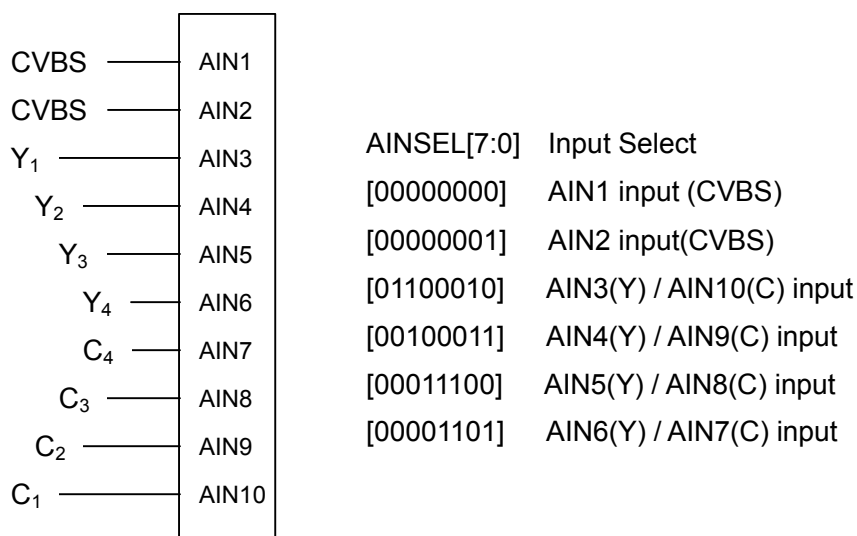 CVBS AIN1
CVBS AIN2
Y₁ AIN3
Y₂ AIN4
Y₃ AIN5
Y₄ AIN6
C₄ AIN7
C₃ AIN8
C₂ AIN9
C₁ AIN10
AINSEL[7:0] Input Select
[00000000] AIN1 input (CVBS)
[00000001] AIN2 input(CVBS)
[01100010] AIN3(Y) / AIN10(C) input
[00100011] AIN4(Y) / AIN9(C) input
[00011100] AIN5(Y) / AIN8(C) input
[00001101] AIN6(Y) / AIN7(C) input